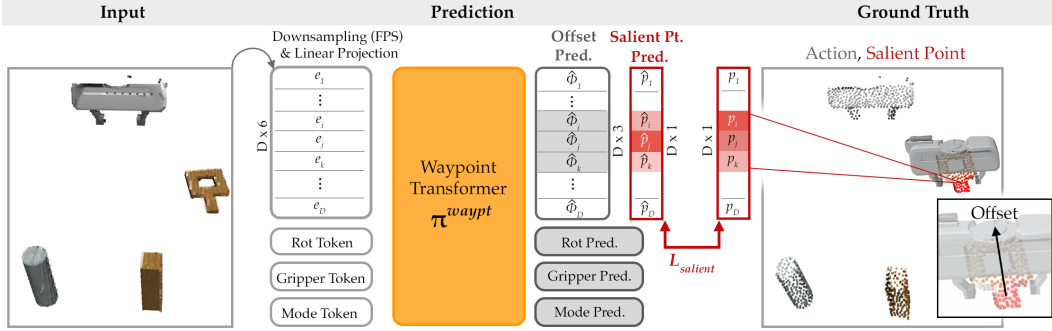 Input
Prediction
Ground Truth
Downsampling (FPS)
& Linear Projection
Offset
Pred.
Salient Pt.
Pred.
Action, Salient Point
D x 6
e1
⋮
ei
ej
ek
⋮
eD
Rot Token
Gripper Token
Mode Token
Waypoint
Transformer
π^waypt
Φ̂1
⋮
Φ̂i
Φ̂j
Φ̂k
⋮
Φ̂D
D x 3
Rot Pred.
Gripper Pred.
Mode Pred.
p̂1
⋮
p̂i
p̂j
p̂k
⋮
p̂D
D x 1
L_salient
D x 1
p1
⋮
pi
pj
pk
⋮
pD
Offset